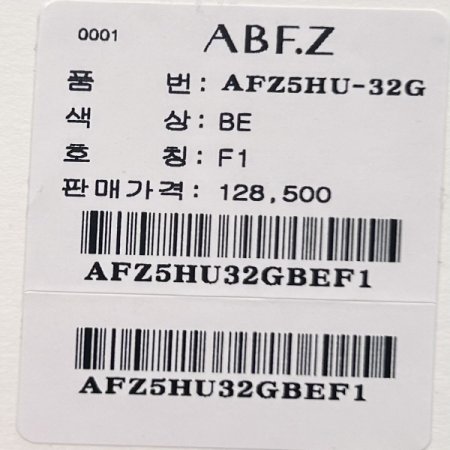 0001 ABF.Z
품 번: AFZ5HU-32G
색 상: BE
호 칭: F1
판매가격: 128,500
AFZ5HU32GBEF1
AFZ5HU32GBEF1